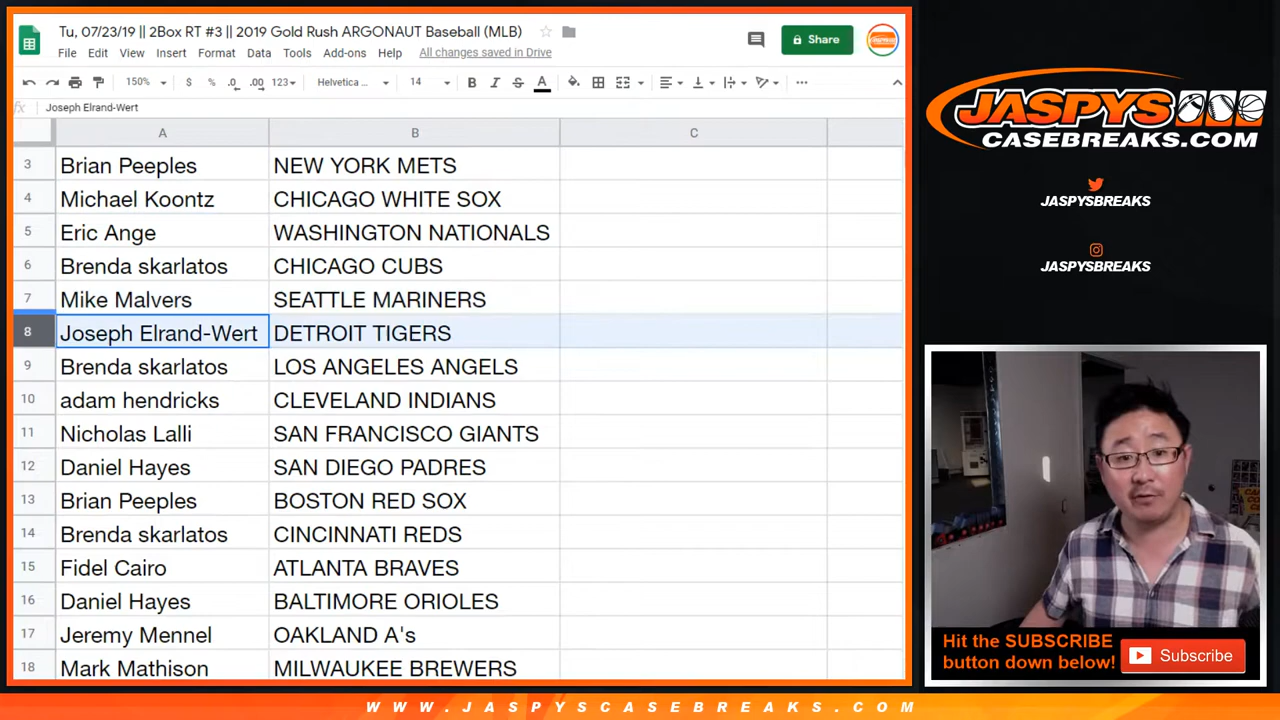 Tu, 07/23/19 || 2Box RT #3 || 2019 Gold Rush ARGONAUT Baseball (MLB)
File Edit View Insert Format Data Tools Add-ons Help All changes saved in Drive
Share
150% $ % .0 .00 123 Helvetica ... 14 B I S A
fx Joseph Elrand-Wert
A B C
3 Brian Peeples NEW YORK METS
4 Michael Koontz CHICAGO WHITE SOX
5 Eric Ange WASHINGTON NATIONALS
6 Brenda skarlatos CHICAGO CUBS
7 Mike Malvers SEATTLE MARINERS
8 Joseph Elrand-Wert DETROIT TIGERS
9 Brenda skarlatos LOS ANGELES ANGELS
10 adam hendricks CLEVELAND INDIANS
11 Nicholas Lalli SAN FRANCISCO GIANTS
12 Daniel Hayes SAN DIEGO PADRES
13 Brian Peeples BOSTON RED SOX
14 Brenda skarlatos CINCINNATI REDS
15 Fidel Cairo ATLANTA BRAVES
16 Daniel Hayes BALTIMORE ORIOLES
17 Jeremy Mennel OAKLAND A's
18 Mark Mathison MILWAUKEE BREWERS
JASPYS
CASEBREAKS.COM
JASPYSBREAKS
JASPYSBREAKS
Hit the SUBSCRIBE
button down below!
Subscribe
WWW.JASPYSCASEBREAKS.COM